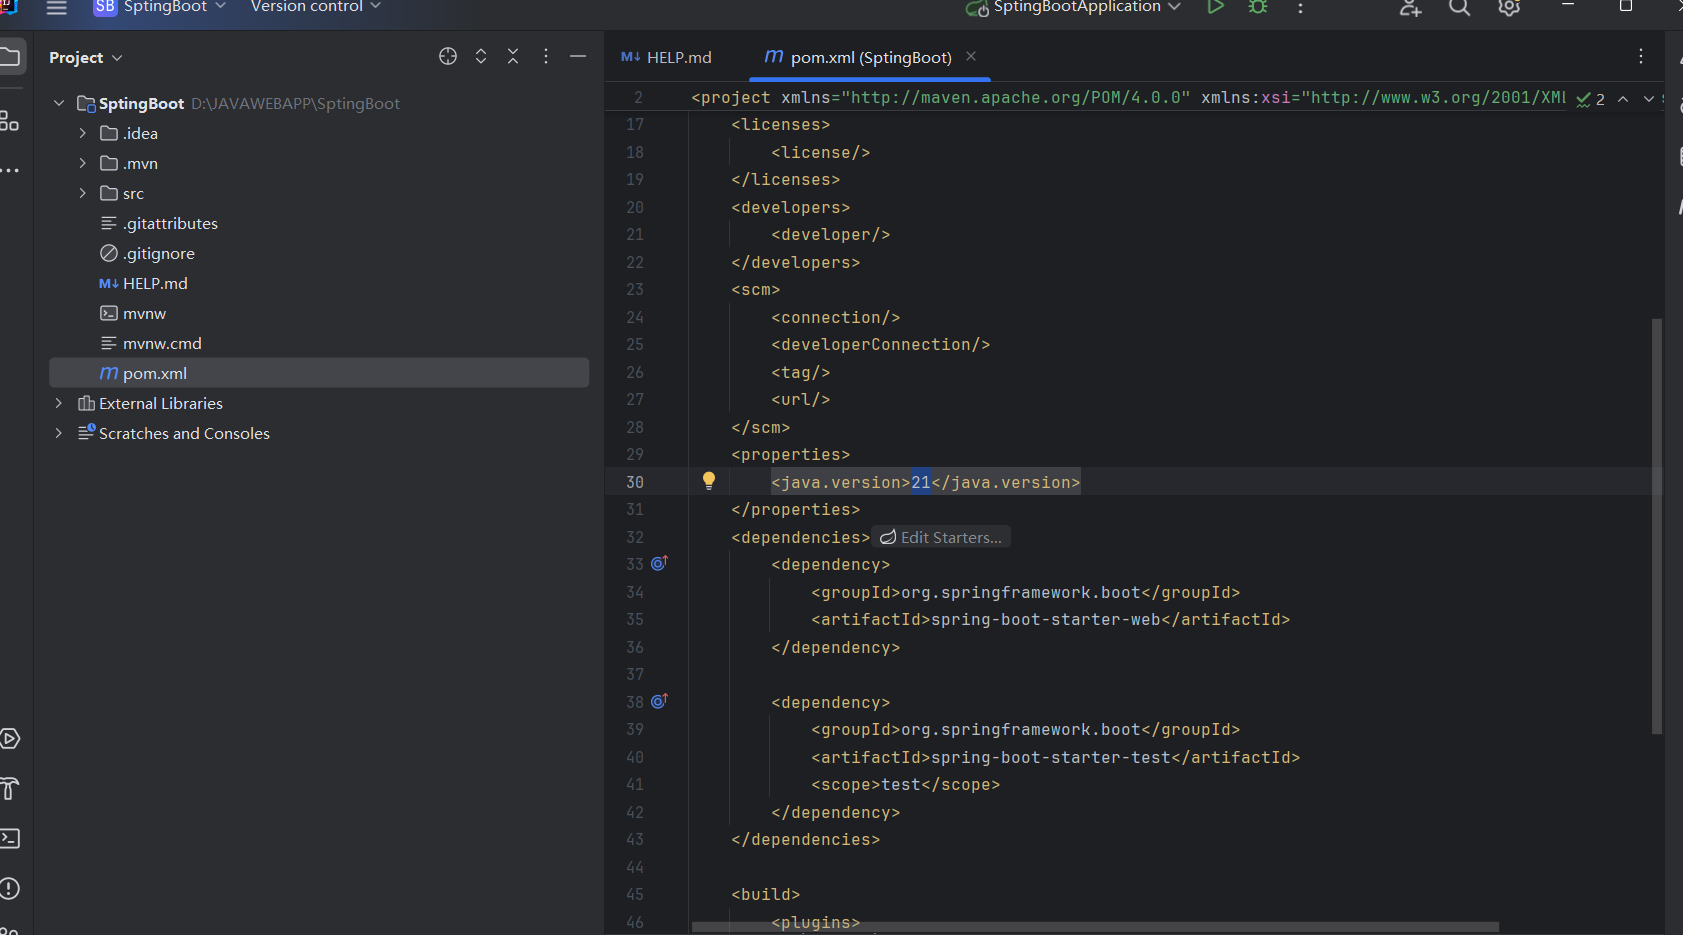 SB SptingBoot Version control SptingBootApplication
Project
SptingBoot D:\JAVAWEBAPP\SptingBoot
.idea
.mvn
src
.gitattributes
.gitignore
M↓ HELP.md
mvnw
mvnw.cmd
m pom.xml
External Libraries
Scratches and Consoles
M↓ HELP.md
m pom.xml (SptingBoot)
2 <project xmlns="http://maven.apache.org/POM/4.0.0" xmlns:xsi="http://www.w3.org/2001/XML 2
17 <licenses>
18 <license/>
19 </licenses>
20 <developers>
21 <developer/>
22 </developers>
23 <scm>
24 <connection/>
25 <developerConnection/>
26 <tag/>
27 <url/>
28 </scm>
29 <properties>
30 <java.version>21</java.version>
31 </properties>
32 <dependencies> Edit Starters...
33 <dependency>
34 <groupId>org.springframework.boot</groupId>
35 <artifactId>spring-boot-starter-web</artifactId>
36 </dependency>
37
38 <dependency>
39 <groupId>org.springframework.boot</groupId>
40 <artifactId>spring-boot-starter-test</artifactId>
41 <scope>test</scope>
42 </dependency>
43 </dependencies>
44
45 <build>
46 <plugins>